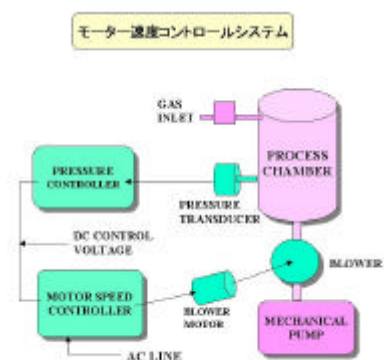 モーター速度コントロールシステム
GAS
INLET
PROCESS
CHAMBER
PRESSURE
CONTROLLER
PRESSURE
TRANSDUCER
DC CONTROL
VOLTAGE
BLOWER
MOTOR SPEED
CONTROLLER
BLOWER
MOTOR
MECHANICAL
PUMP
AC LINE